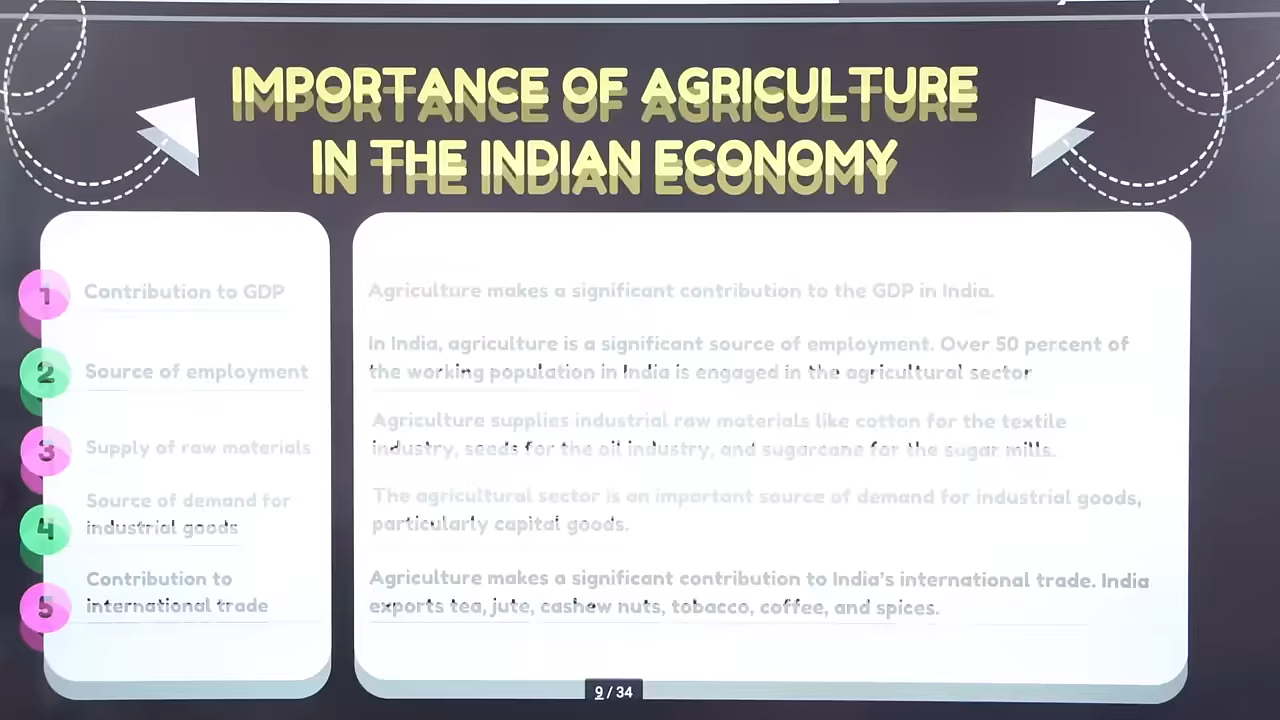 IMPORTANCE OF AGRICULTURE
IN THE INDIAN ECONOMY
1 Contribution to GDP
Agriculture makes a significant contribution to the GDP in India.
2 Source of employment
In India, agriculture is a significant source of employment. Over 50 percent of
the working population in India is engaged in the agricultural sector
3 Supply of raw materials
Agriculture supplies industrial raw materials like cotton for the textile
industry, seeds for the oil industry, and sugarcane for the sugar mills.
4 Source of demand for
industrial goods
The agricultural sector is an important source of demand for industrial goods,
particularly capital goods.
5 Contribution to
international trade
Agriculture makes a significant contribution to India's international trade. India
exports tea, jute, cashew nuts, tobacco, coffee, and spices.
9 / 34